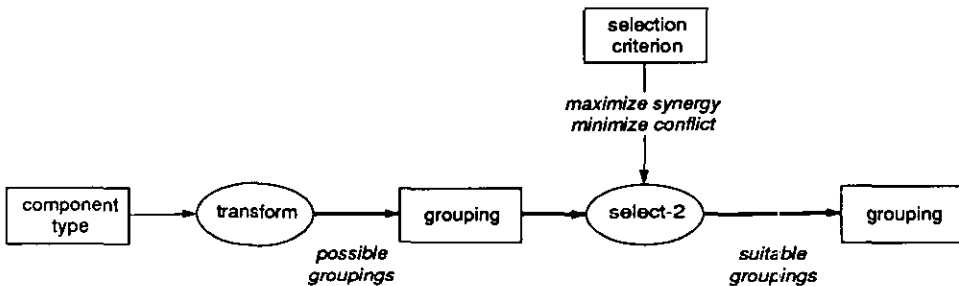 selection
criterion
maximize synergy
minimize conflict
component
type
transform
grouping
select-2
grouping
possible
groupings
suitable
groupings